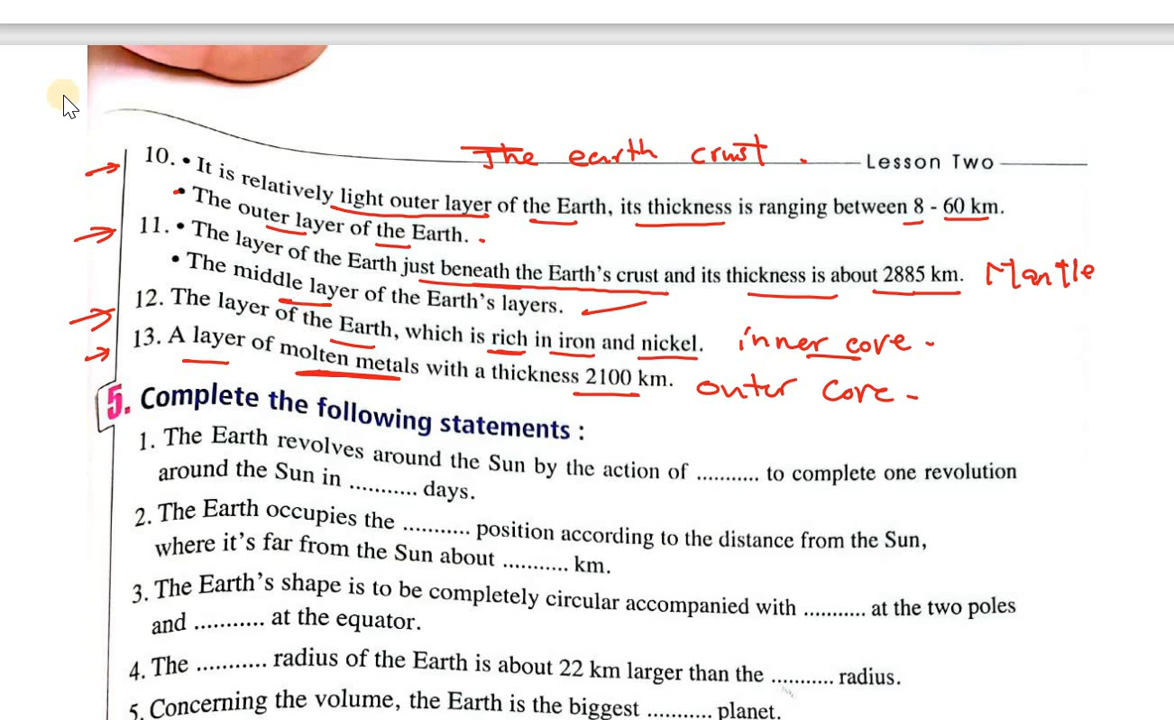 The earth crust .
Lesson Two
10. • It is relatively light outer layer of the Earth, its thickness is ranging between 8 - 60 km.
• The outer layer of the Earth.
11. • The layer of the Earth just beneath the Earth's crust and its thickness is about 2885 km. Mantle
• The middle layer of the Earth's layers.
12. The layer of the Earth, which is rich in iron and nickel. inner core -
13. A layer of molten metals with a thickness 2100 km. outer core -
5. Complete the following statements :
1. The Earth revolves around the Sun by the action of ........... to complete one revolution
around the Sun in ........... days.
2. The Earth occupies the ........... position according to the distance from the Sun,
where it's far from the Sun about ........... km.
3. The Earth's shape is to be completely circular accompanied with ........... at the two poles
and ........... at the equator.
4. The ........... radius of the Earth is about 22 km larger than the ........... radius.
5. Concerning the volume, the Earth is the biggest ........... planet.